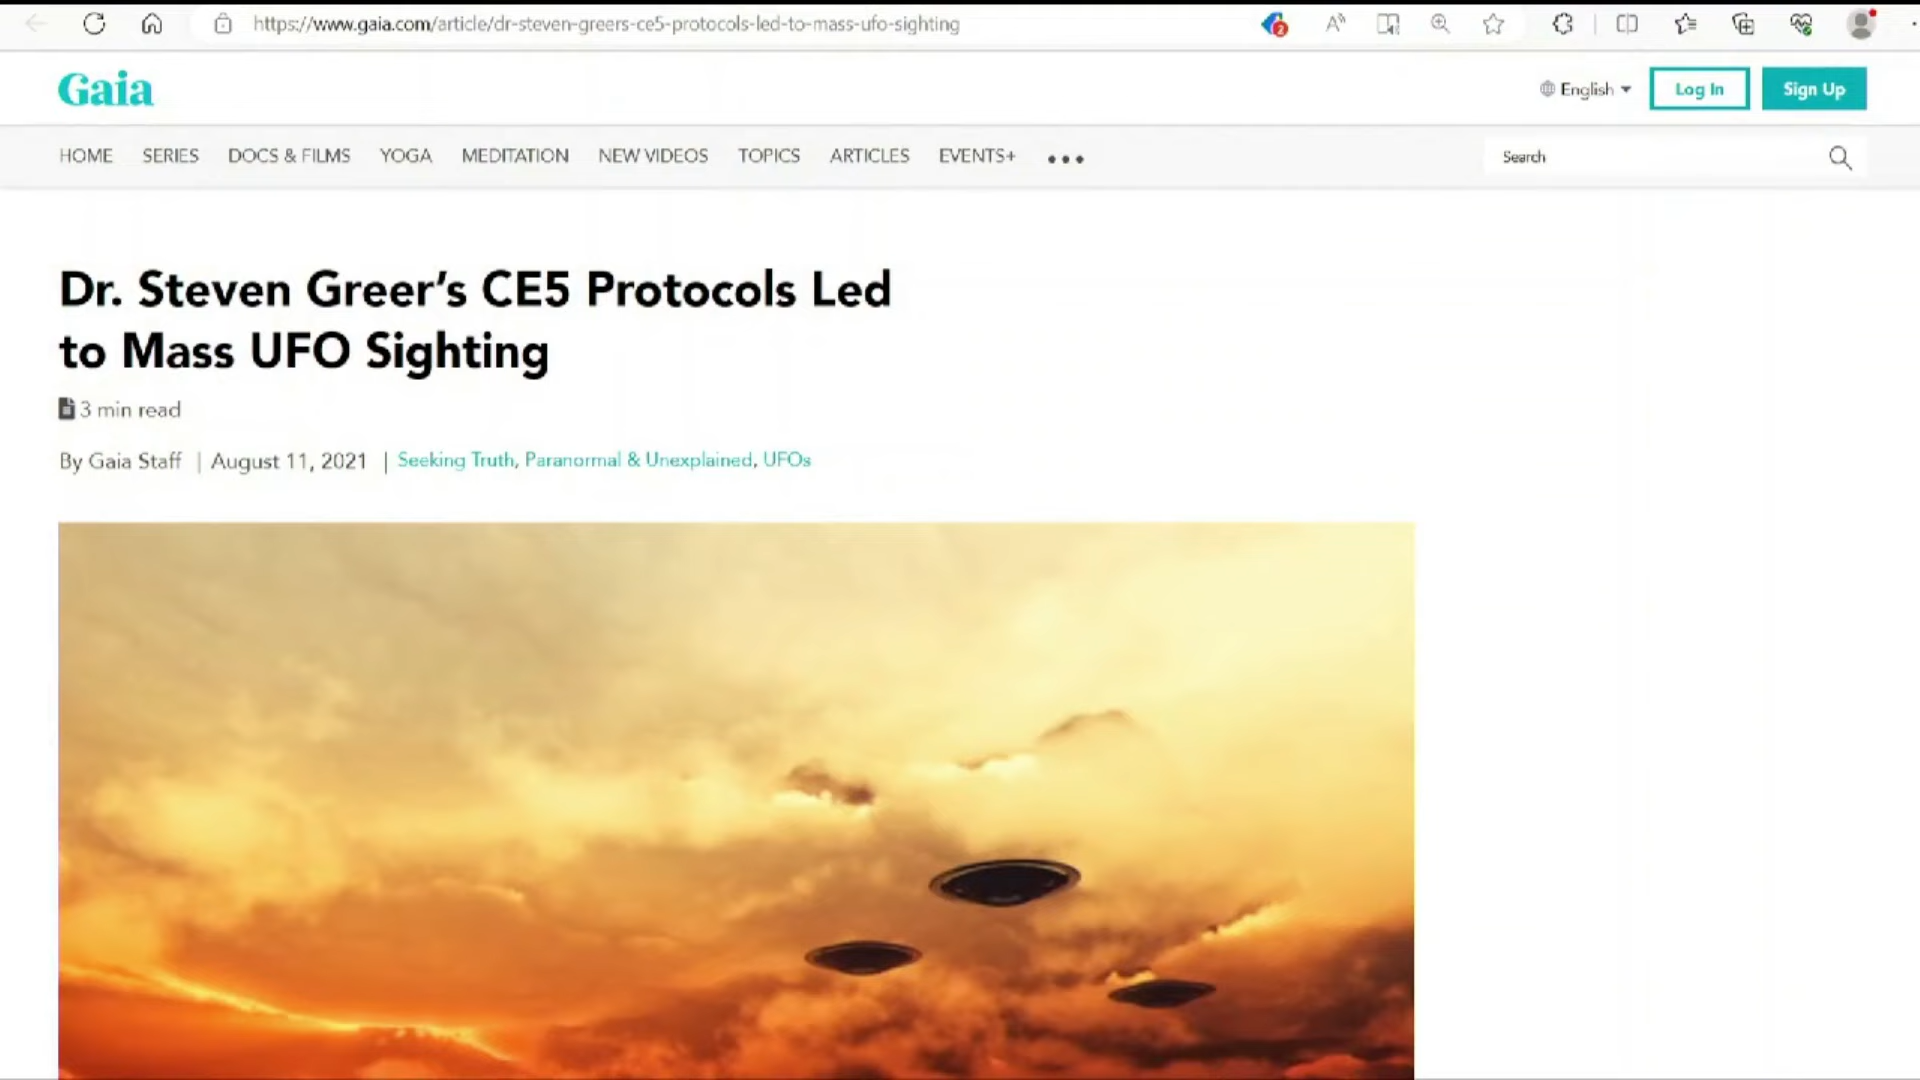 https://www.gaia.com/article/dr-steven-greers-ce5-protocols-led-to-mass-ufo-sighting
2
Gaia
English
Log In
Sign Up
HOME SERIES DOCS & FILMS YOGA MEDITATION NEW VIDEOS TOPICS ARTICLES EVENTS+ •••
Search
Dr. Steven Greer’s CE5 Protocols Led
to Mass UFO Sighting
3 min read
By Gaia Staff | August 11, 2021 | Seeking Truth, Paranormal & Unexplained, UFOs